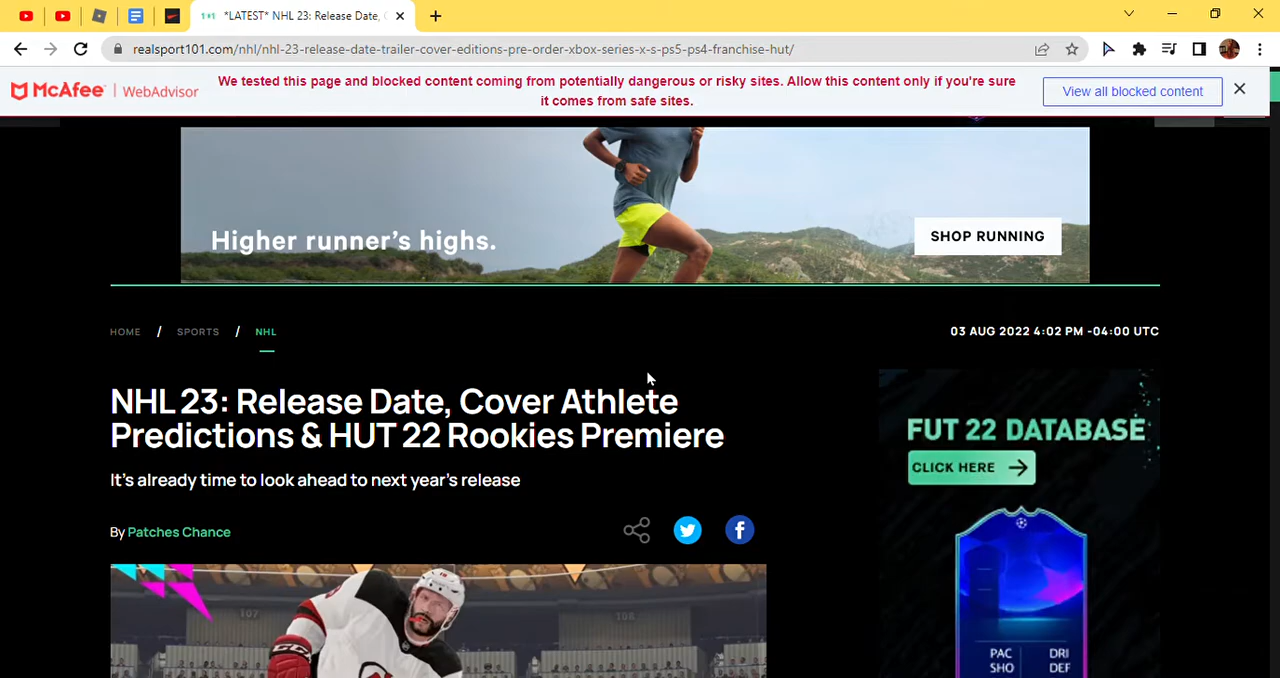 *LATEST* NHL 23: Release Date,
realsport101.com/nhl/nhl-23-release-date-trailer-cover-editions-pre-order-xbox-series-x-s-ps5-ps4-franchise-hut/
McAfee | WebAdvisor
We tested this page and blocked content coming from potentially dangerous or risky sites. Allow this content only if you're sure
it comes from safe sites.
View all blocked content
Higher runner's highs.
SHOP RUNNING
HOME / SPORTS / NHL
03 AUG 2022 4:02 PM -04:00 UTC
NHL 23: Release Date, Cover Athlete
Predictions & HUT 22 Rookies Premiere
It's already time to look ahead to next year's release
By Patches Chance
FUT 22 DATABASE
CLICK HERE
107
108
CCM
PAC DRI
SHO DEF